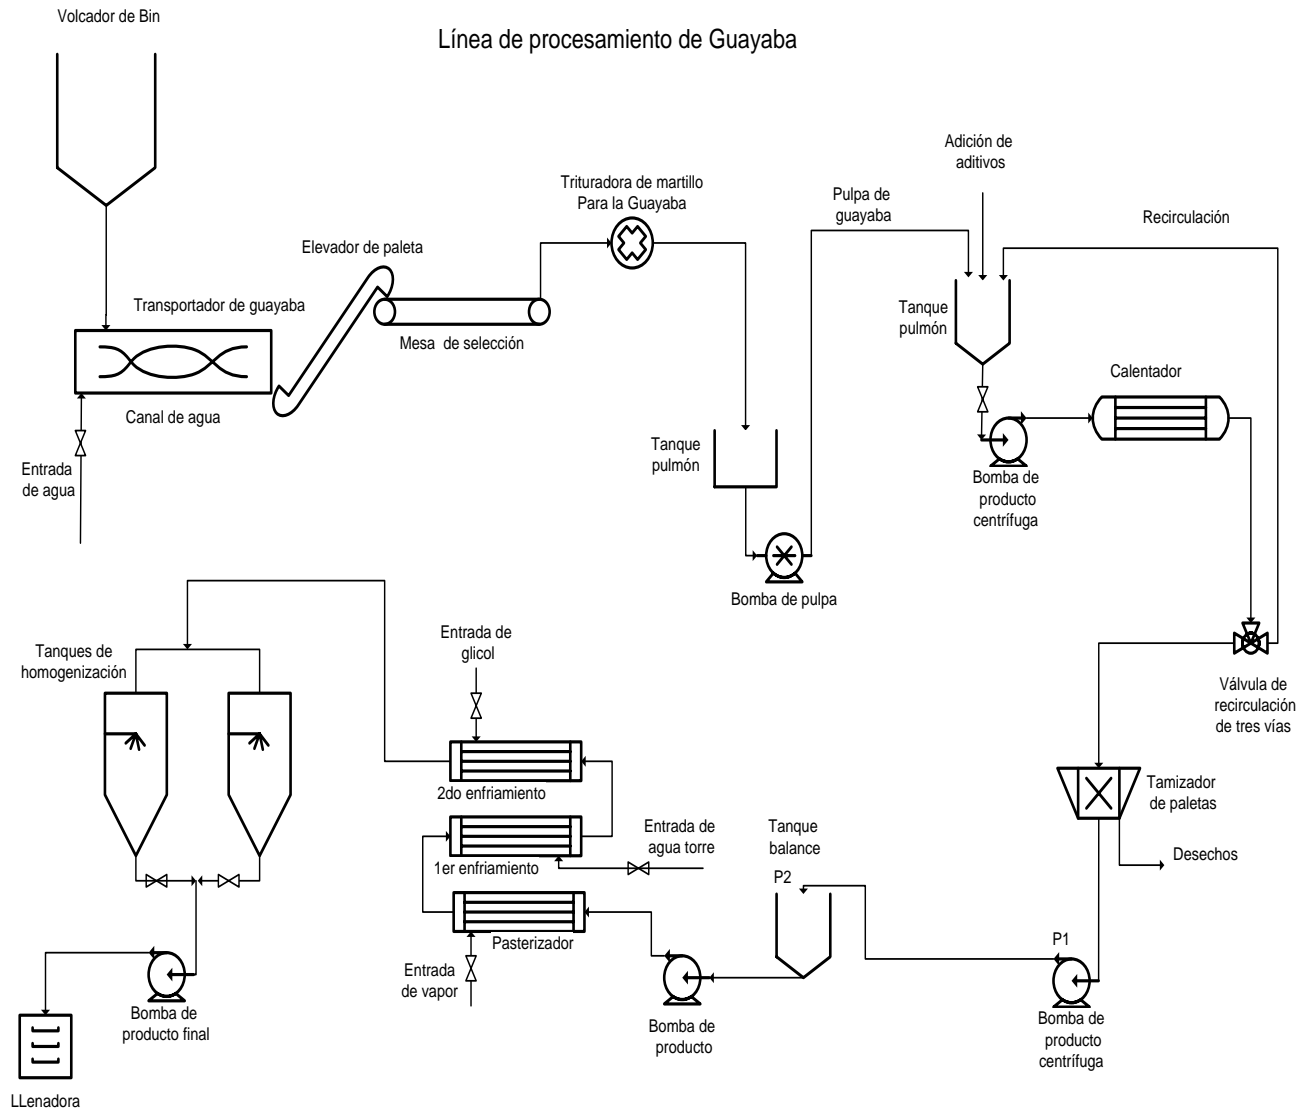 Volcador de Bin
Línea de procesamiento de Guayaba
Adición de
aditivos
Trituradora de martillo
Para la Guayaba
Pulpa de
guayaba
Recirculación
Elevador de paleta
Transportador de guayaba
Tanque
pulmón
Mesa  de selección
Calentador
Canal de agua
Tanque
pulmón
Entrada
de agua
Bomba de
producto
centrífuga
Bomba de pulpa
Entrada de
glicol
Tanques de
homogenización
Válvula de
recirculación
de tres vías
Tamizador
de paletas
2do enfriamiento
Entrada de
agua torre
Tanque
balance
Desechos
1er enfriamiento
P2
Pasterizador
P1
Entrada
de vapor
Bomba de
producto final
Bomba de
producto
Bomba de
producto
centrífuga
LLenadora